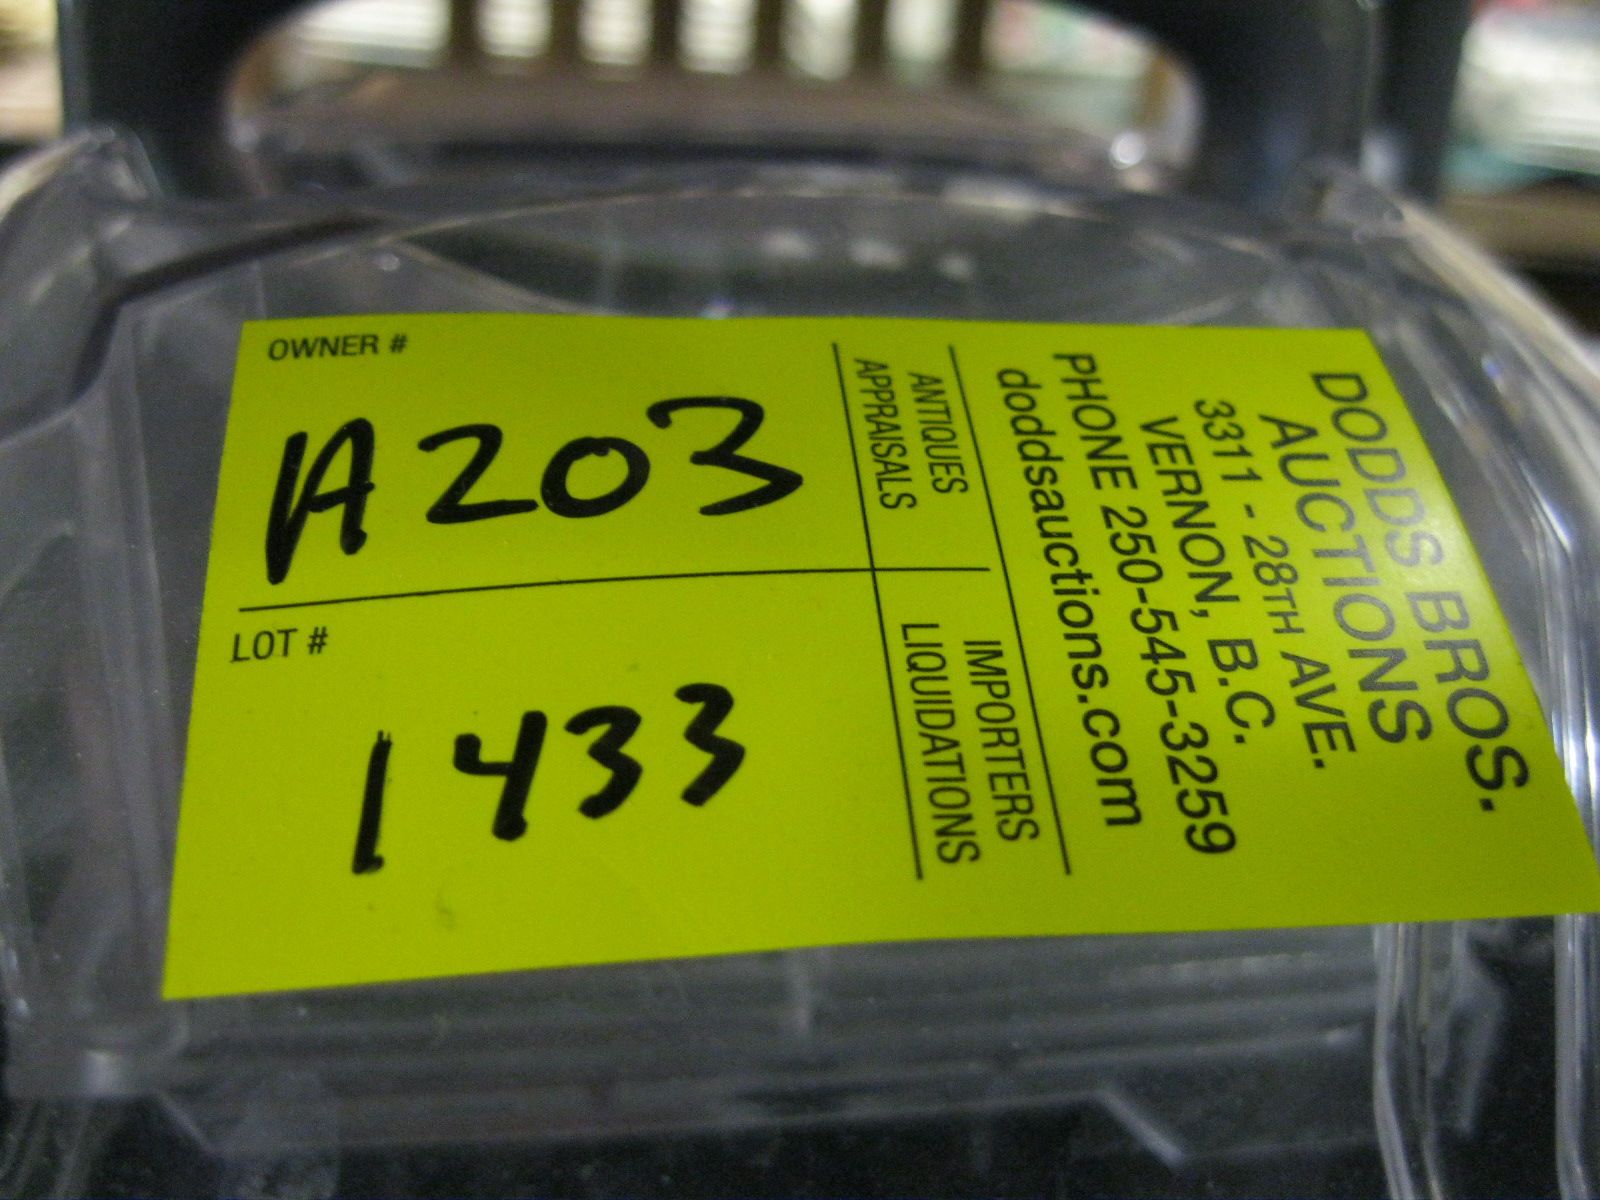 OWNER #
A203
LOT #
1433
DODDS BROS.
AUCTIONS
3311 - 28TH AVE.
VERNON, B.C.
PHONE 250-545-3259
doddsauctions.com
ANTIQUES
APPRAISALS
IMPORTERS
LIQUIDATIONS